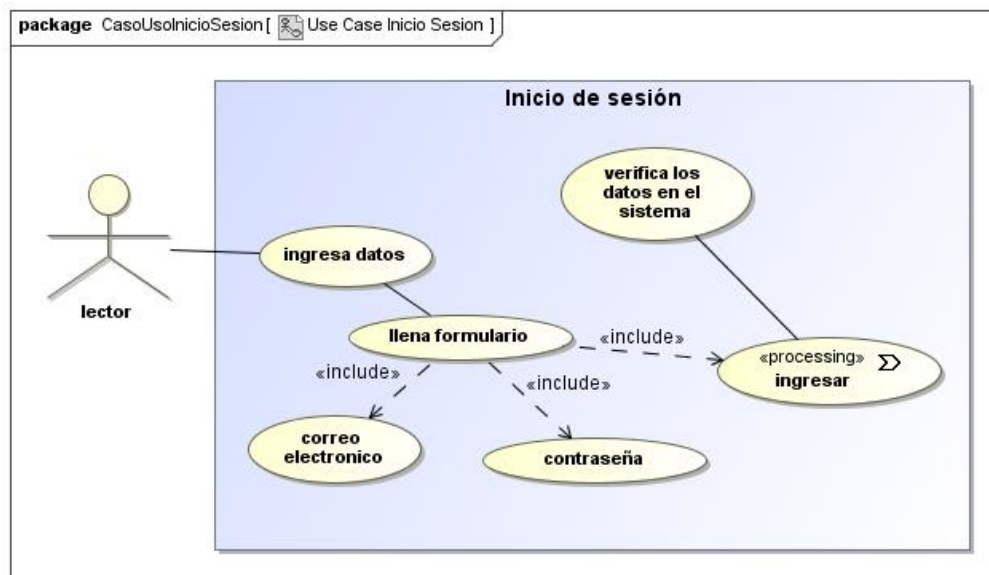 package CasoUsoInicioSesion [ Use Case Inicio Sesion ]
Inicio de sesión
verifica los
datos en el
sistema
ingresa datos
lector
llena formulario
«include»
«processing»
ingresar
«include»
«include»
correo
electronico
contraseña